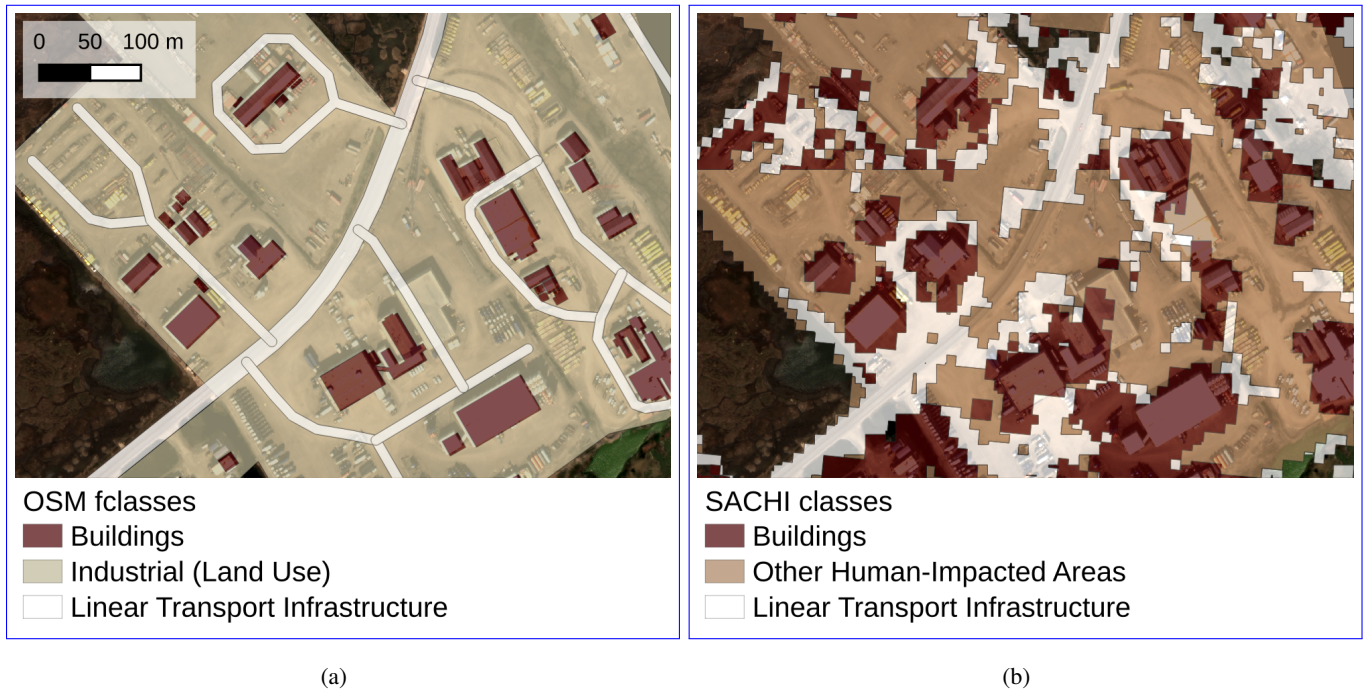 0 50 100 m
OSM fclasses
Buildings
Industrial (Land Use)
Linear Transport Infrastructure
(a)
SACHI classes
Buildings
Other Human-Impacted Areas
Linear Transport Infrastructure
(b)